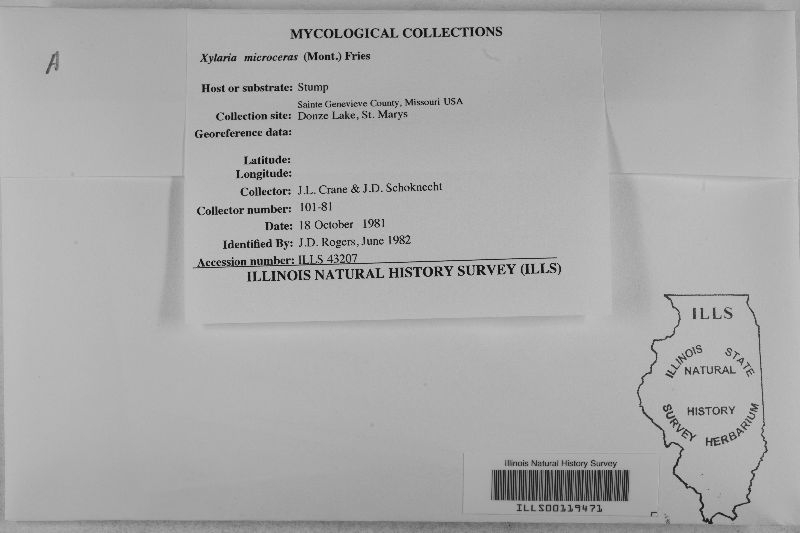 A
MYCOLOGICAL COLLECTIONS
Xylaria microceras (Mont.) Fries
Host or substrate: Stump
Sainte Genevieve County, Missouri USA
Collection site: Donze Lake, St. Marys
Georeference data:
Latitude:
Longitude:
Collector: J.L. Crane & J.D. Schoknecht
Collector number: 101-81
Date: 18 October 1981
Identified By: J.D. Rogers, June 1982
Accession number: ILLS 43207
ILLINOIS NATURAL HISTORY SURVEY (ILLS)
ILLS
ILLINOIS STATE
NATURAL
HISTORY
SURVEY HERBARIUM
Illinois Natural History Survey
ILLS00119471